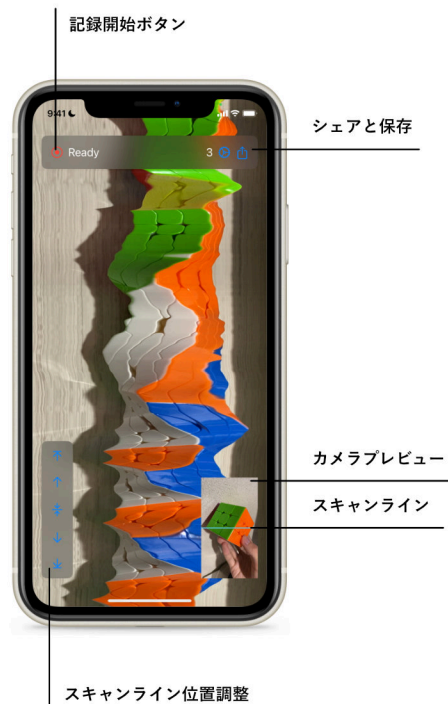 記録開始ボタン
9:41
シェアと保存
Ready
3
カメラプレビュー
スキャンライン
スキャンライン位置調整